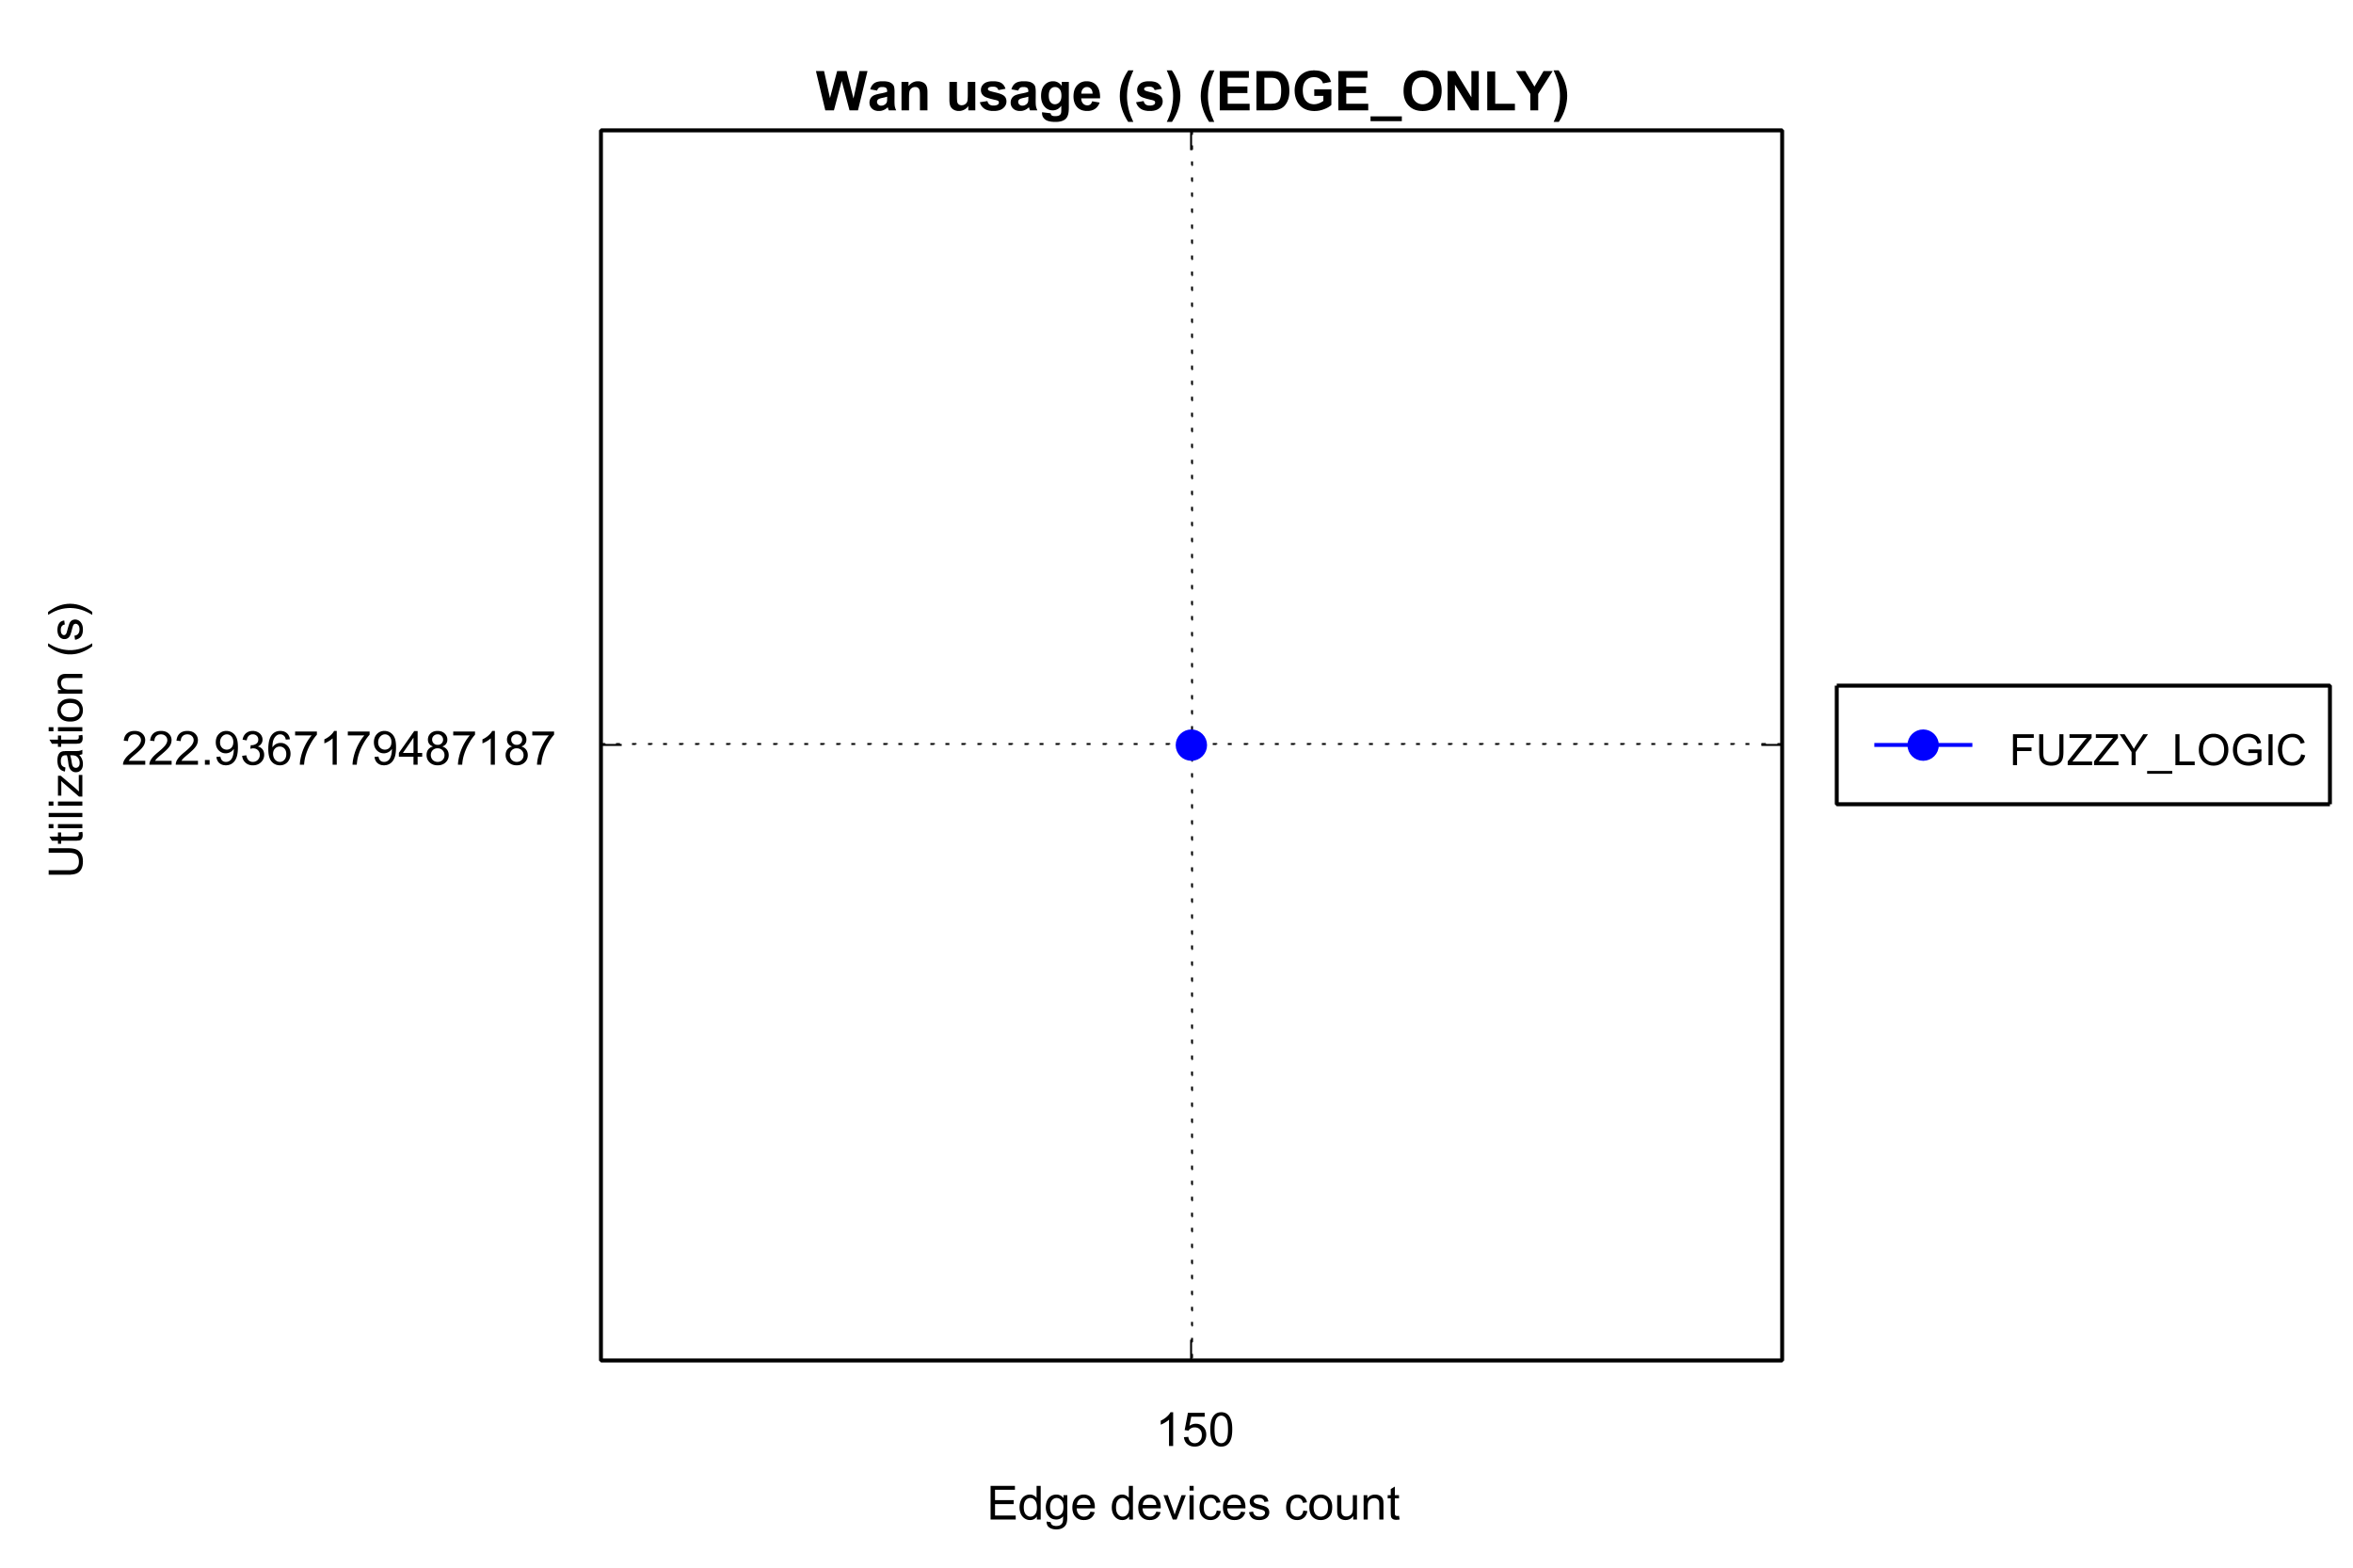 Wan usage (s) (EDGE_ONLY)
Utilization (s)
222.9367179487187
FUZZY_LOGIC
150
Edge devices count